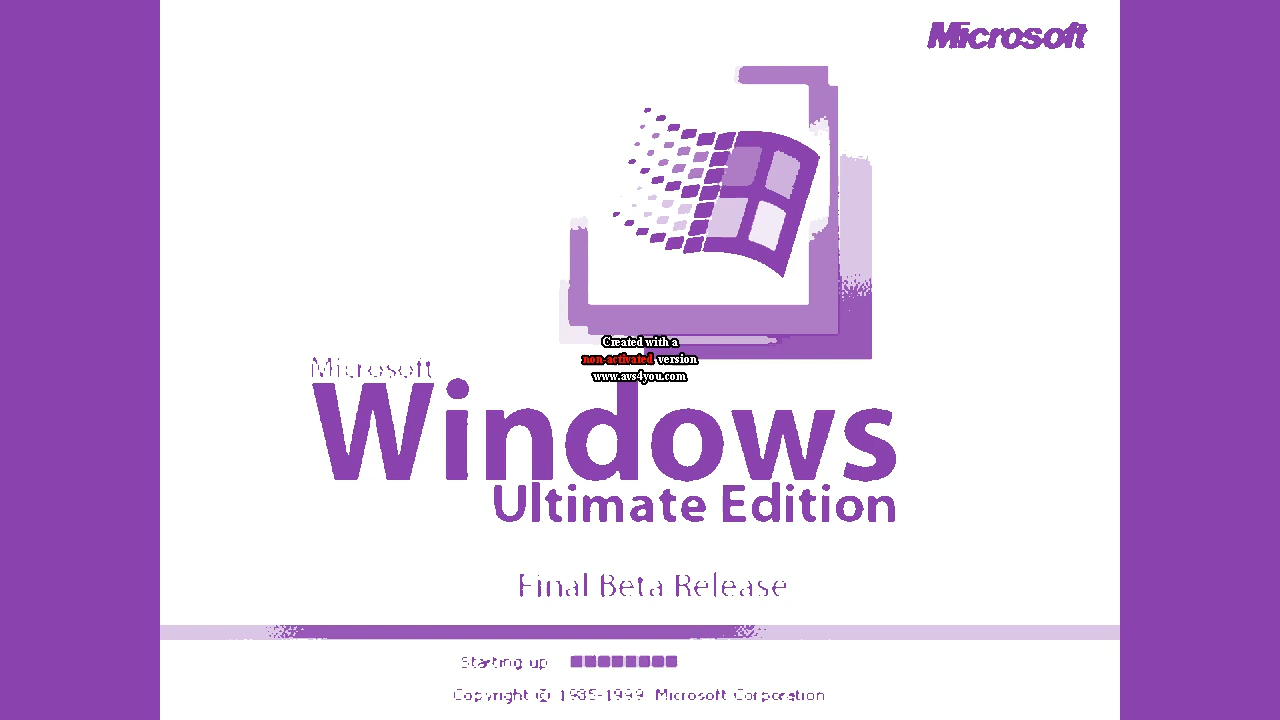 Microsoft
Created with a
non-activated version
www.avs4you.com
Microsoft
Windows
Ultimate Edition
Final Beta Release
Starting up
Copyright © 1985-1999 Microsoft Corporation